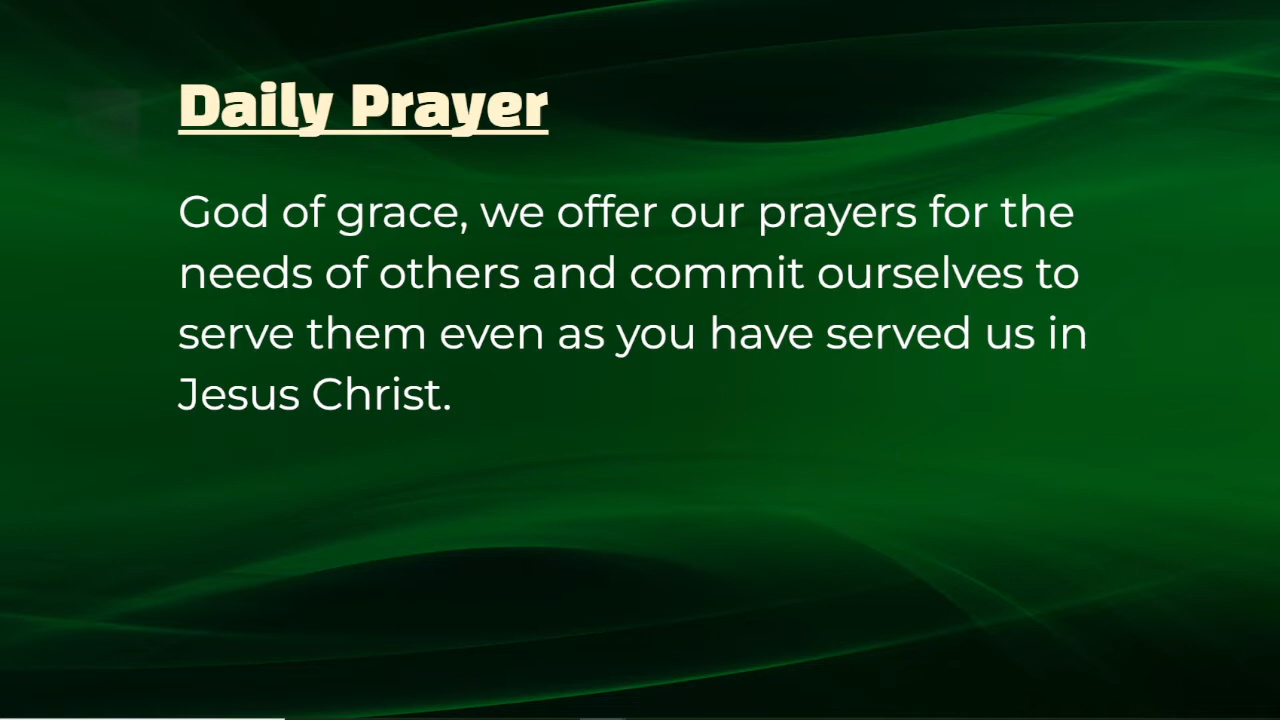 Daily Prayer
God of grace, we offer our prayers for the
needs of others and commit ourselves to
serve them even as you have served us in
Jesus Christ.